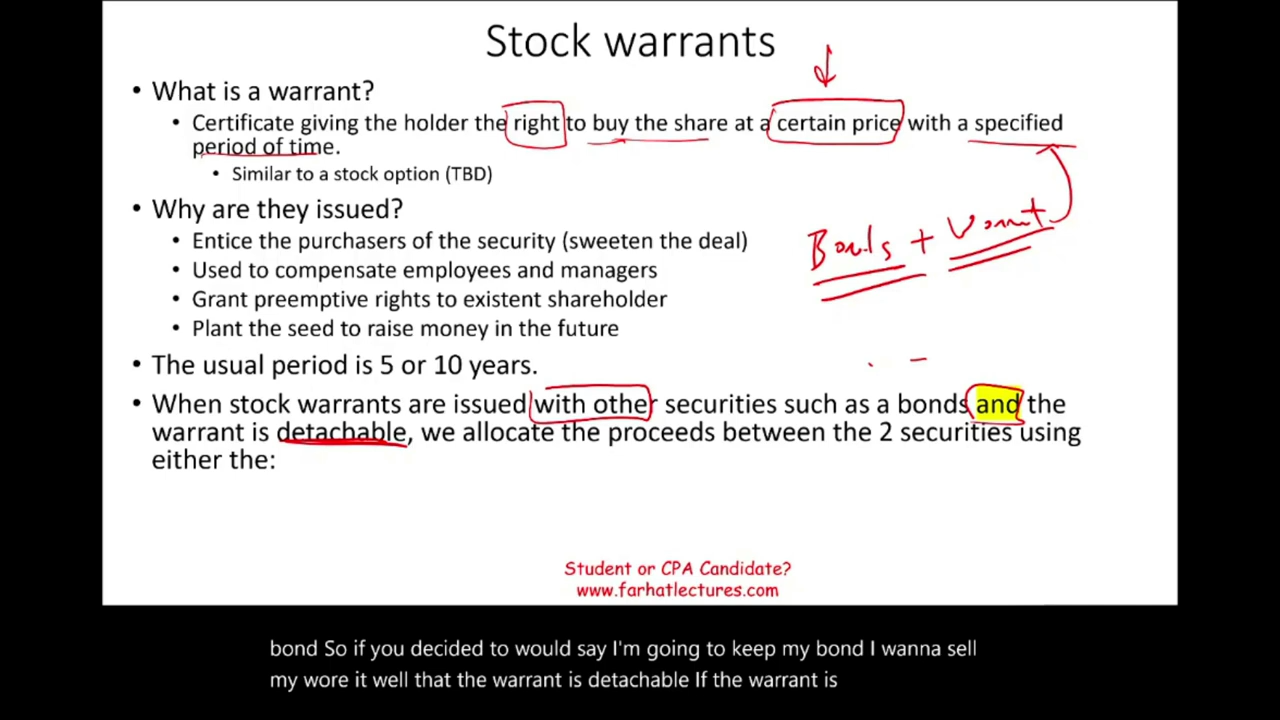 Stock warrants
• What is a warrant?
• Certificate giving the holder the right to buy the share at a certain price with a specified
period of time.
• Similar to a stock option (TBD)
• Why are they issued?
• Entice the purchasers of the security (sweeten the deal)
• Used to compensate employees and managers
• Grant preemptive rights to existent shareholder
• Plant the seed to raise money in the future
Bonds + Warrant
• The usual period is 5 or 10 years.
• When stock warrants are issued with other securities such as a bonds and the
warrant is detachable, we allocate the proceeds between the 2 securities using
either the:
Student or CPA Candidate?
www.farhatlectures.com
bond So if you decided to would say I'm going to keep my bond I wanna sell
my wore it well that the warrant is detachable If the warrant is